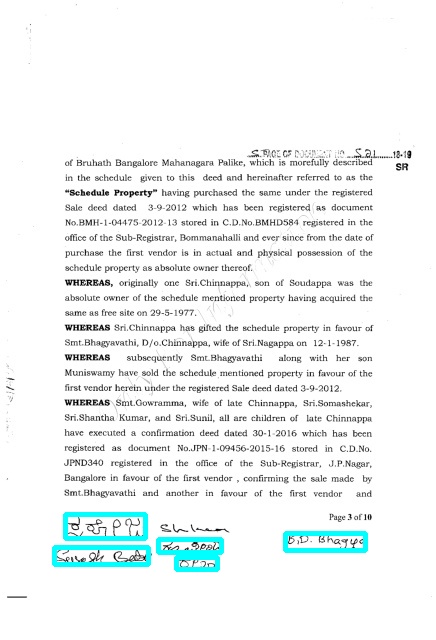 5 PAGE OF DOCUMENT NO. 521 18-19
SR
of Bruhath Bangalore Mahanagara Palike, which is morefully described
in the schedule given to this deed and hereinafter referred to as the
“Schedule Property” having purchased the same under the registered
Sale deed dated 3-9-2012 which has been registered as document
No.BMH-1-04475-2012-13 stored in C.D.No.BMHD584 registered in the
office of the Sub-Registrar, Bommanahalli and ever since from the date of
purchase the first vendor is in actual and physical possession of the
schedule property as absolute owner thereof.
WHEREAS, originally one Sri.Chinnappa, son of Soudappa was the
absolute owner of the schedule mentioned property having acquired the
same as free site on 29-5-1977.
WHEREAS Sri.Chinnappa has gifted the schedule property in favour of
Smt.Bhagyavathi, D/o.Chinnappa, wife of Sri.Nagappa on 12-1-1987.
WHEREAS subsequently Smt.Bhagyavathi along with her son
Muniswamy have sold the schedule mentioned property in favour of the
first vendor herein under the registered Sale deed dated 3-9-2012.
WHEREAS Smt.Gowramma, wife of late Chinnappa, Sri.Somashekar,
Sri.Shantha Kumar, and Sri.Sunil, all are children of late Chinnappa
have executed a confirmation deed dated 30-1-2016 which has been
registered as document No.JPN-1-09456-2015-16 stored in C.D.No.
JPND340 registered in the office of the Sub-Registrar, J.P.Nagar,
Bangalore in favour of the first vendor , confirming the sale made by
Smt.Bhagyavathi and another in favour of the first vendor and
Page 3 of 10
D.D. Bhagya